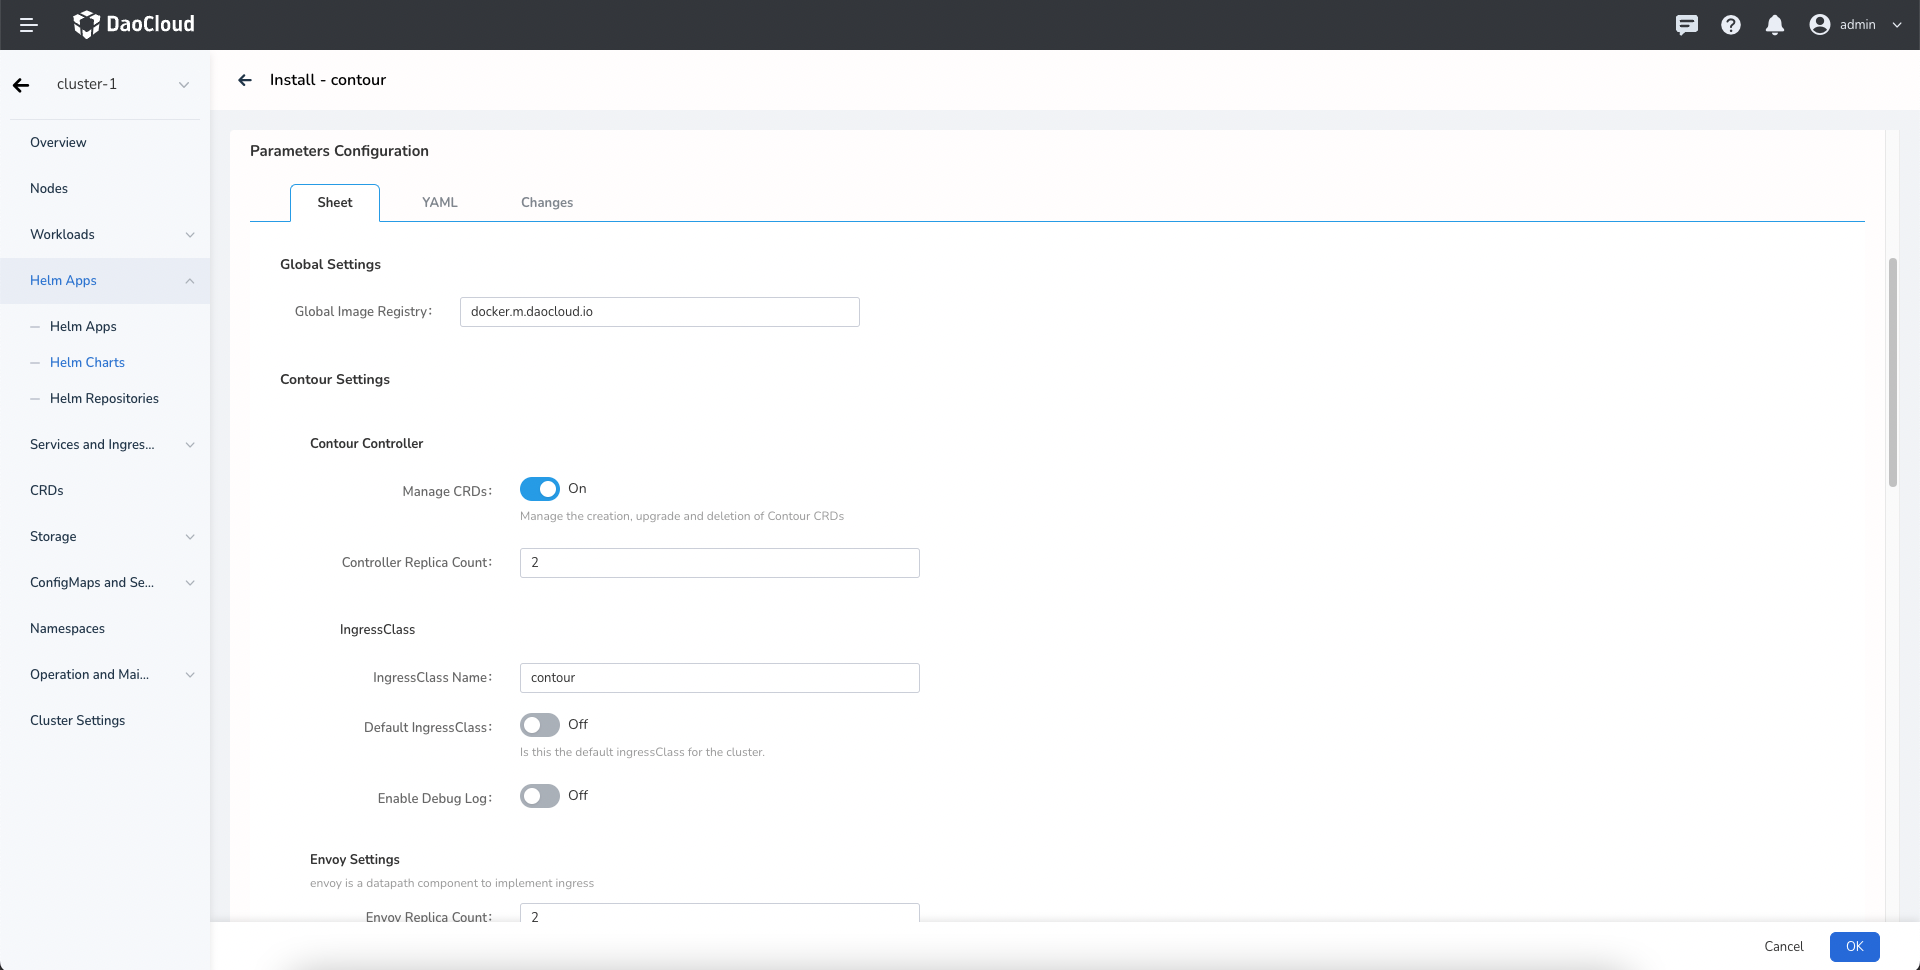 DaoCloud
admin
cluster-1
Install - contour
Overview
Nodes
Workloads
Helm Apps
Helm Apps
Helm Charts
Helm Repositories
Services and Ingres...
CRDs
Storage
ConfigMaps and Se...
Namespaces
Operation and Mai...
Cluster Settings
Parameters Configuration
Sheet YAML Changes
Global Settings
Global Image Registry: docker.m.daocloud.io
Contour Settings
Contour Controller
Manage CRDs: On
Manage the creation, upgrade and deletion of Contour CRDs
Controller Replica Count: 2
IngressClass
IngressClass Name: contour
Default IngressClass: Off
Is this the default ingressClass for the cluster.
Enable Debug Log: Off
Envoy Settings
envoy is a datapath component to implement ingress
Envoy Replica Count: 2
Cancel OK